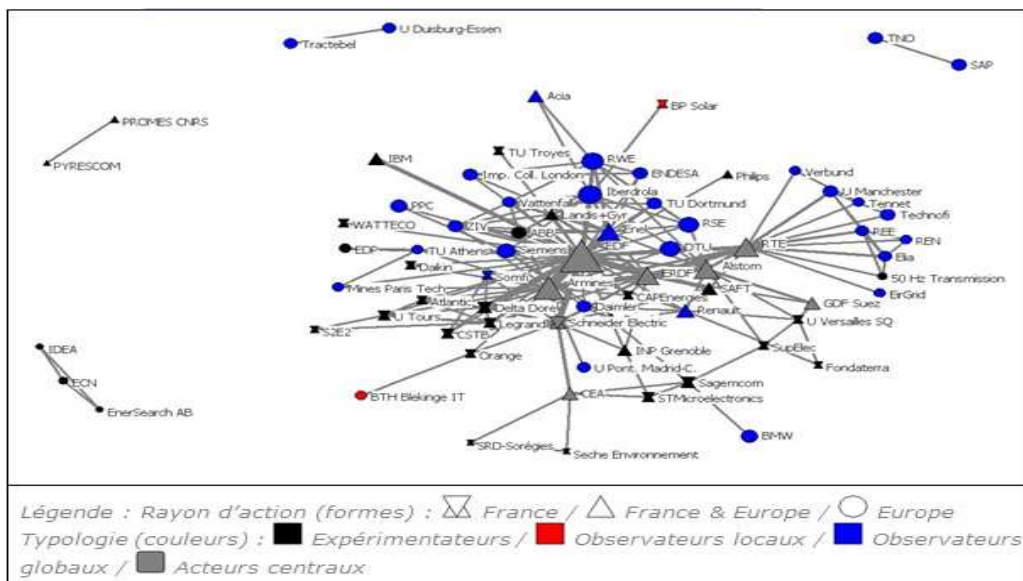 U Duisburg-Essen
Tractebel
TNO
SAP
Acia
BP Solar
PROMES CNRS
PYRESCOM
TU Troyes
IBM
RWE
Imp. Coll. London
ENDESA
Philips
Verbund
Iberdrola
U Manchester
PPC
Vattenfall
TU Dortmund
Tennet
Landis+Gyr
Technofi
WATTECO
ZIV
ABB
Enel
RSE
REE
REN
EDP
TU Athens
Siemens
EDF
DTU
RTE
Elia
Daikin
Somfy
Armines
ERDF
Alstom
50 Hz Transmission
Mines Paris Tech
CAPEnergies
SAFT
EirGrid
Atlantic
Delta Dore
Daimler
Renault
GDF Suez
S2E2
U Tours
CSTB
Legrand
Schneider Electric
U Versailles SQ
Orange
INP Grenoble
SupElec
Fondaterra
U Pont. Madrid-C.
IDEA
ECN
EnerSearch AB
BTH Blekinge IT
CEA
Sagemcom
STMicroelectronics
BMW
SRD-Sorégies
Seche Environnement
Légende : Rayon d'action (formes) : France / France & Europe / Europe
Typologie (couleurs) : Expérimentateurs / Observateurs locaux / Observateurs
globaux / Acteurs centraux